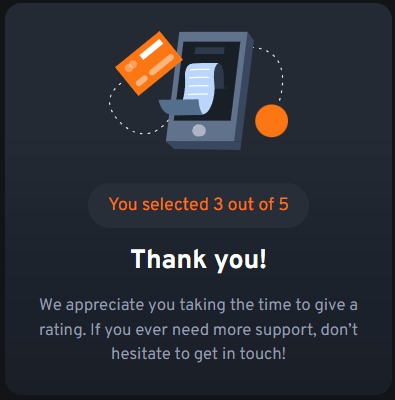 You selected 3 out of 5
Thank you!
We appreciate you taking the time to give a
rating. If you ever need more support, don’t
hesitate to get in touch!